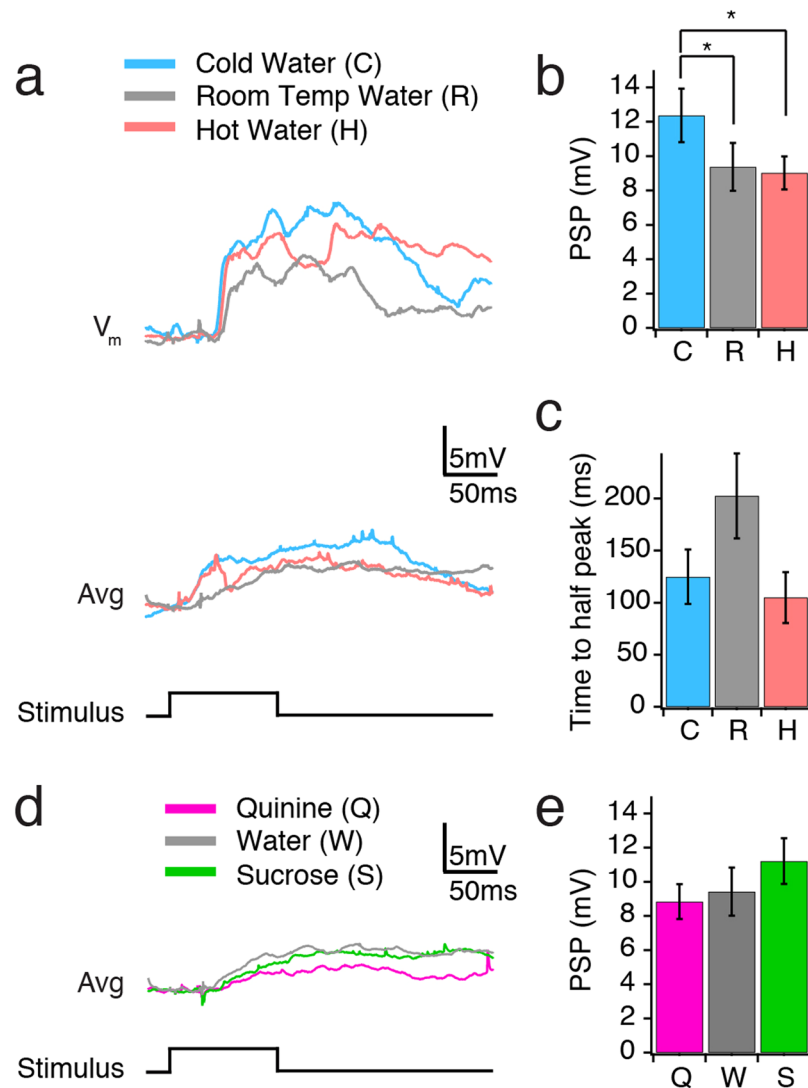 a
Cold Water (C)
Room Temp Water (R)
Hot Water (H)
Vm
5mV
50ms
Avg
Stimulus
b
*
*
PSP (mV)
14
12
10
8
6
4
2
0
C R H
c
Time to half peak (ms)
200
150
100
50
0
C R H
d
Quinine (Q)
Water (W)
Sucrose (S)
5mV
50ms
Avg
Stimulus
e
PSP (mV)
14
12
10
8
6
4
2
0
Q W S